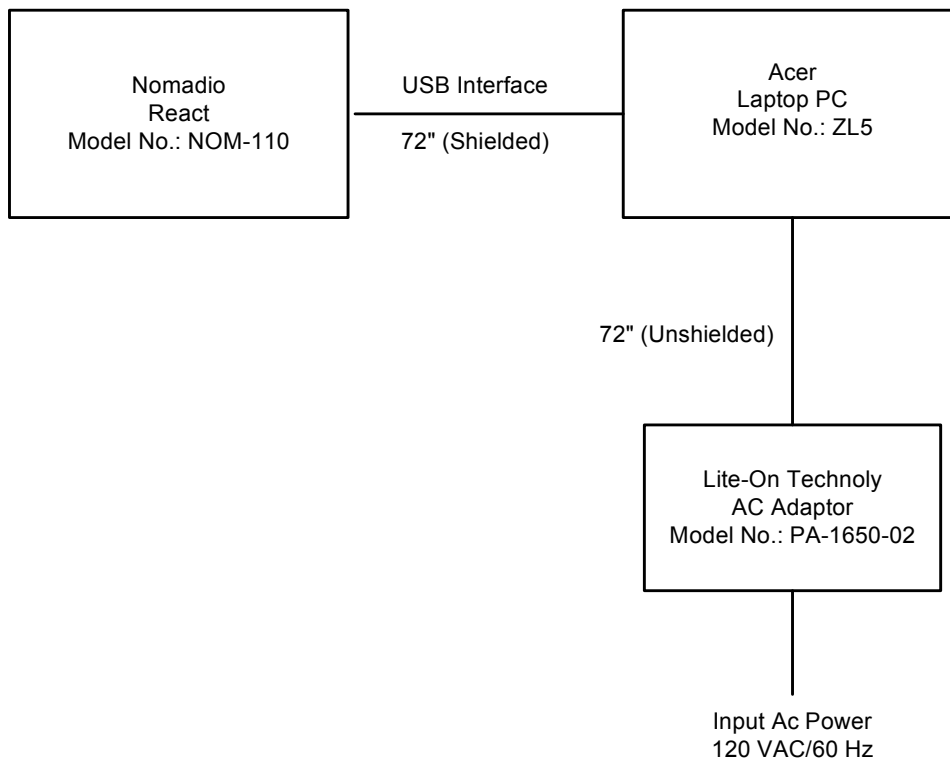 Nomadio
React
Model No.: NOM-110
USB Interface
72" (Shielded)
Acer
Laptop PC
Model No.: ZL5
72" (Unshielded)
Lite-On Technoly
AC Adaptor
Model No.: PA-1650-02
Input Ac Power
120 VAC/60 Hz